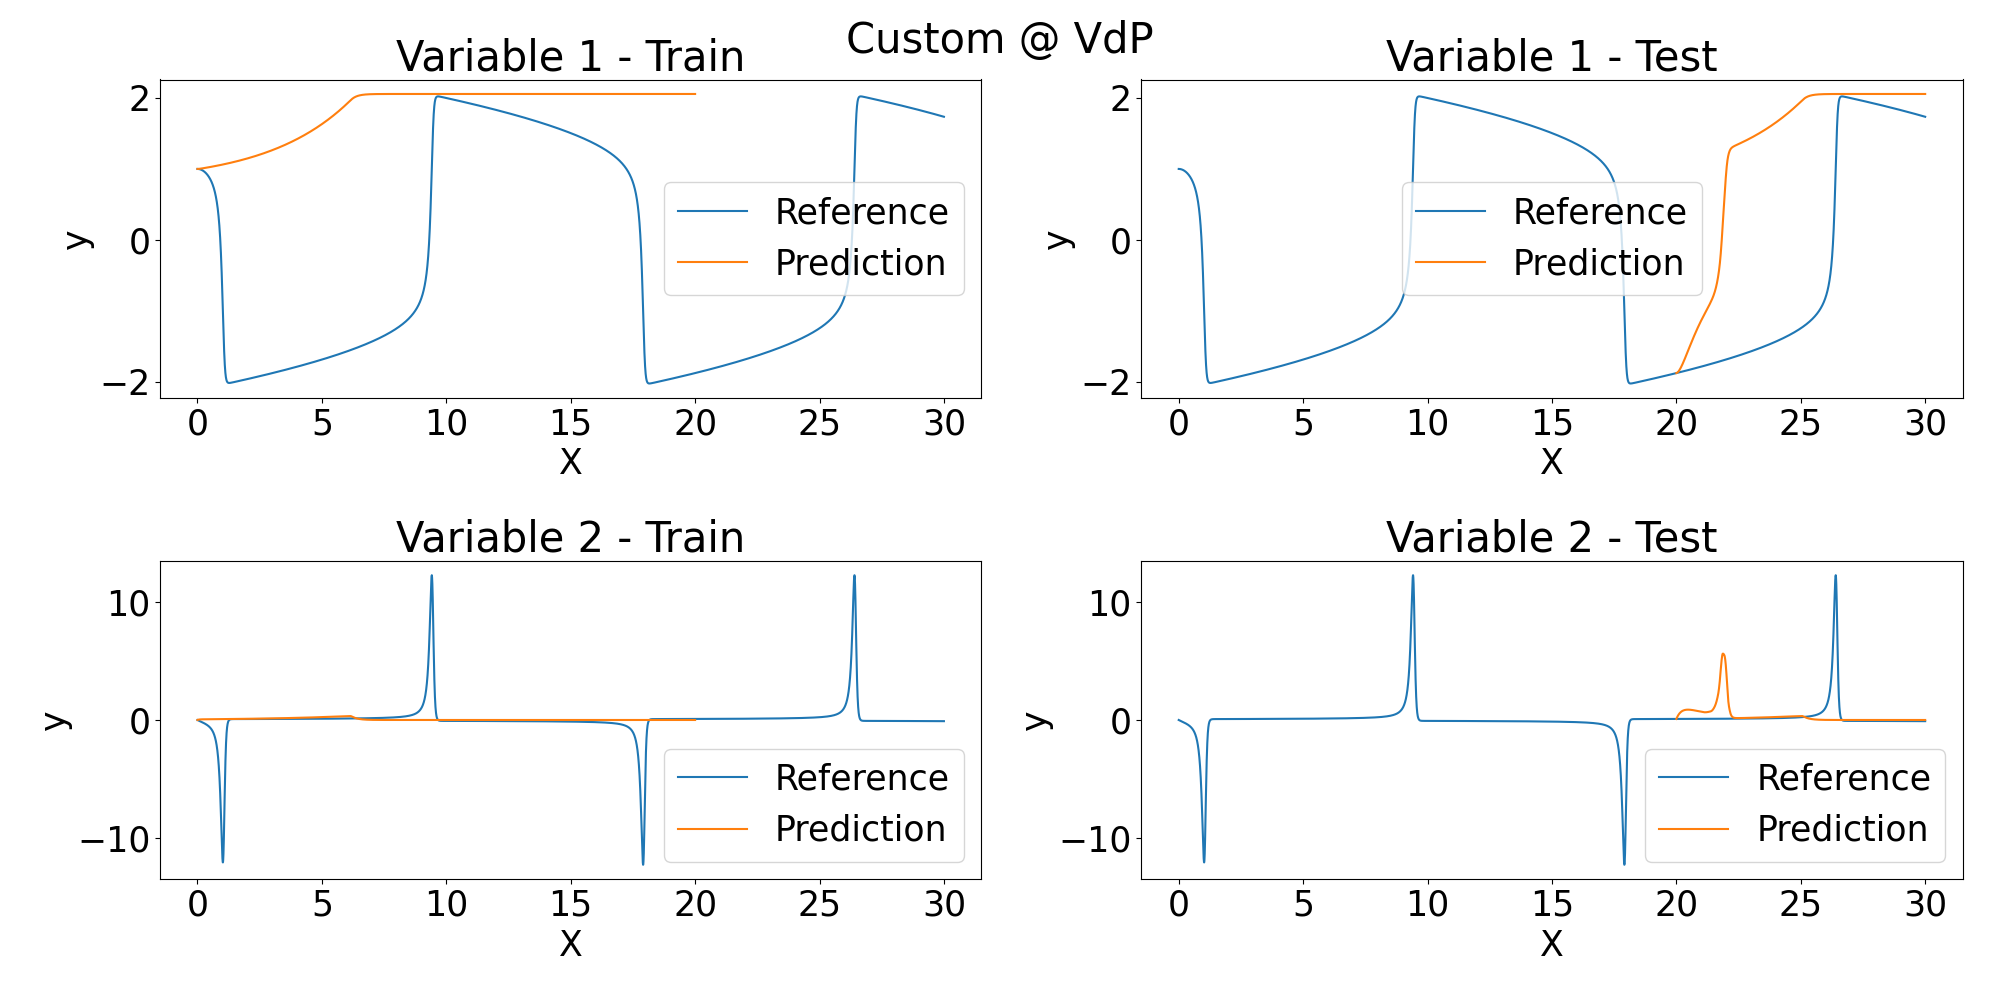 Custom @ VdP
Variable 1 - Train
2
0
−2
y
Reference
Prediction
0 5 10 15 20 25 30
X
Variable 1 - Test
2
0
−2
y
Reference
Prediction
0 5 10 15 20 25 30
X
Variable 2 - Train
10
0
−10
y
Reference
Prediction
0 5 10 15 20 25 30
X
Variable 2 - Test
10
0
−10
y
Reference
Prediction
0 5 10 15 20 25 30
X